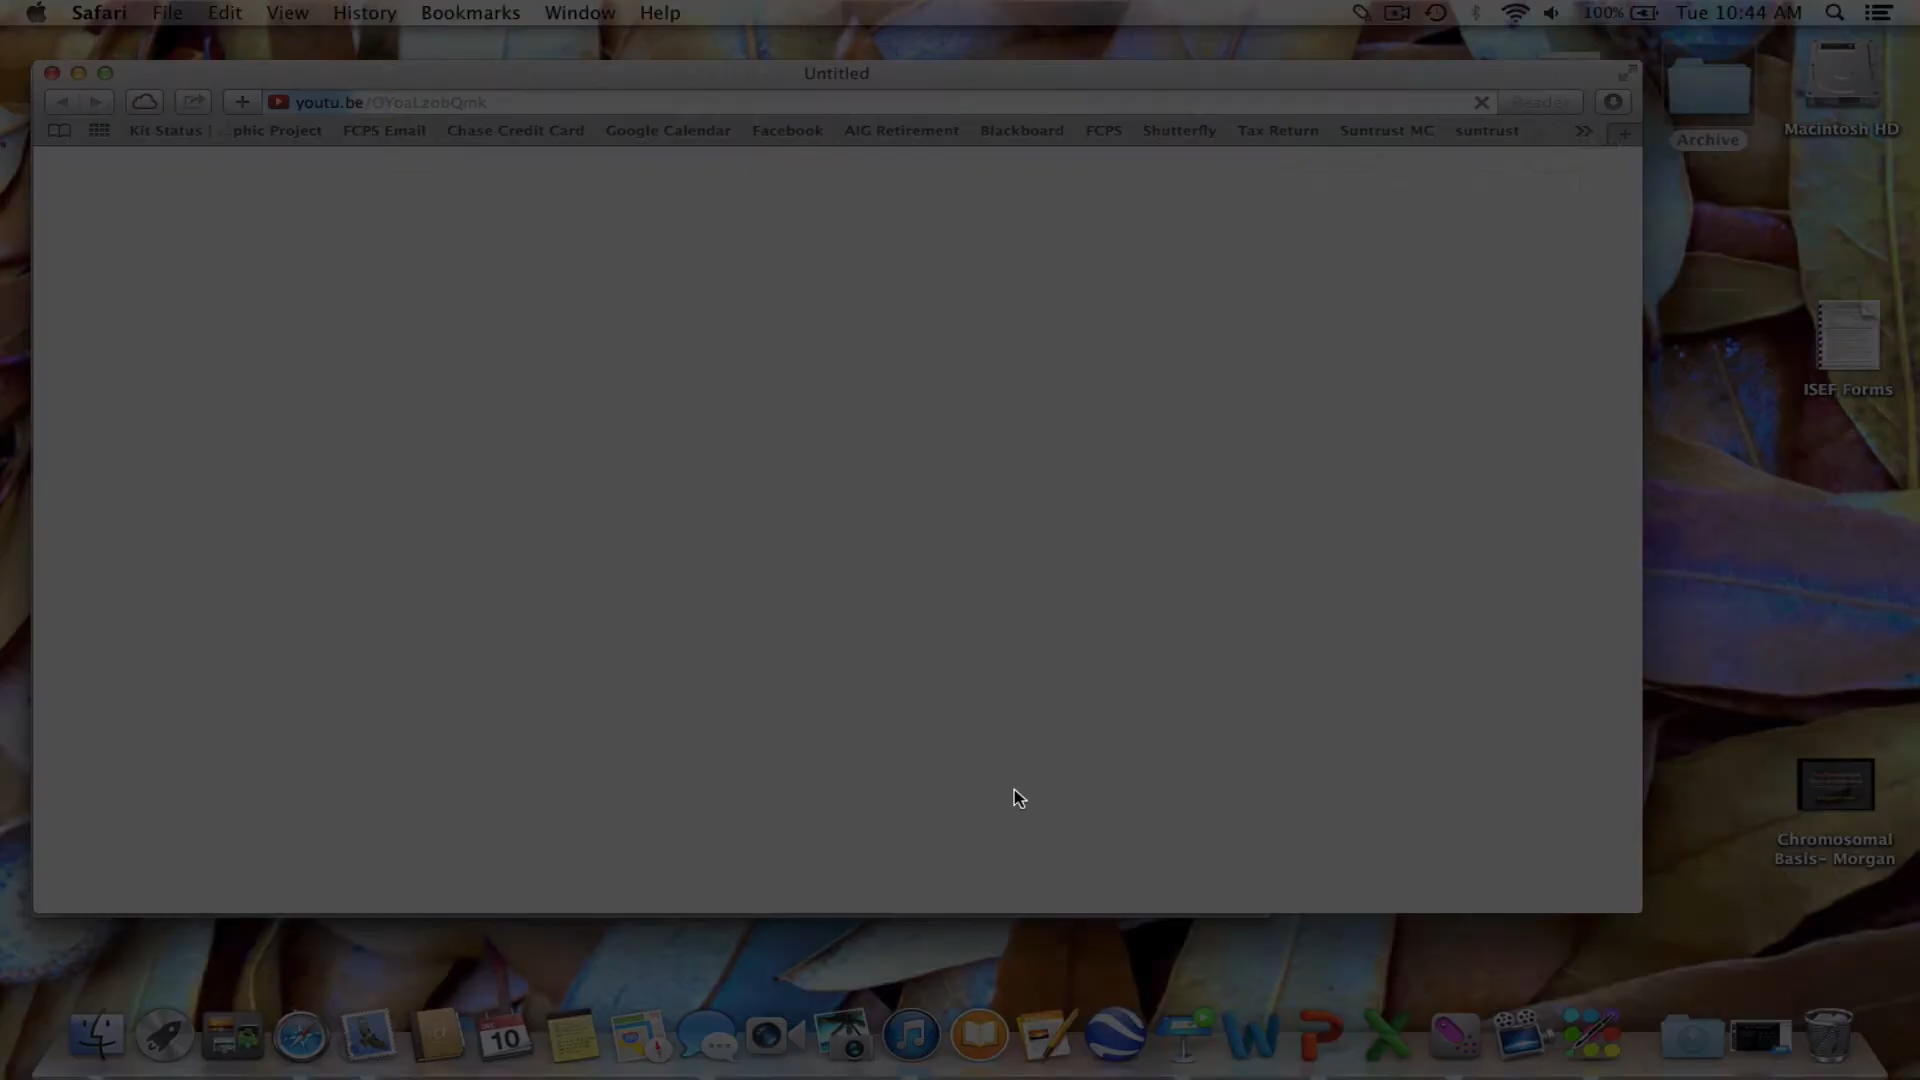 Safari File Edit View History Bookmarks Window Help 100% Tue 10:44 AM
Untitled
youtu.be/OYoaLzobQmk Reader
Kit Status | ...phic Project FCPS Email Chase Credit Card Google Calendar Facebook AIG Retirement Blackboard FCPS Shutterfly Tax Return Suntrust MC suntrust
Macintosh HD
Archive
ISEF Forms
Chromosomal
Basis- Morgan
10